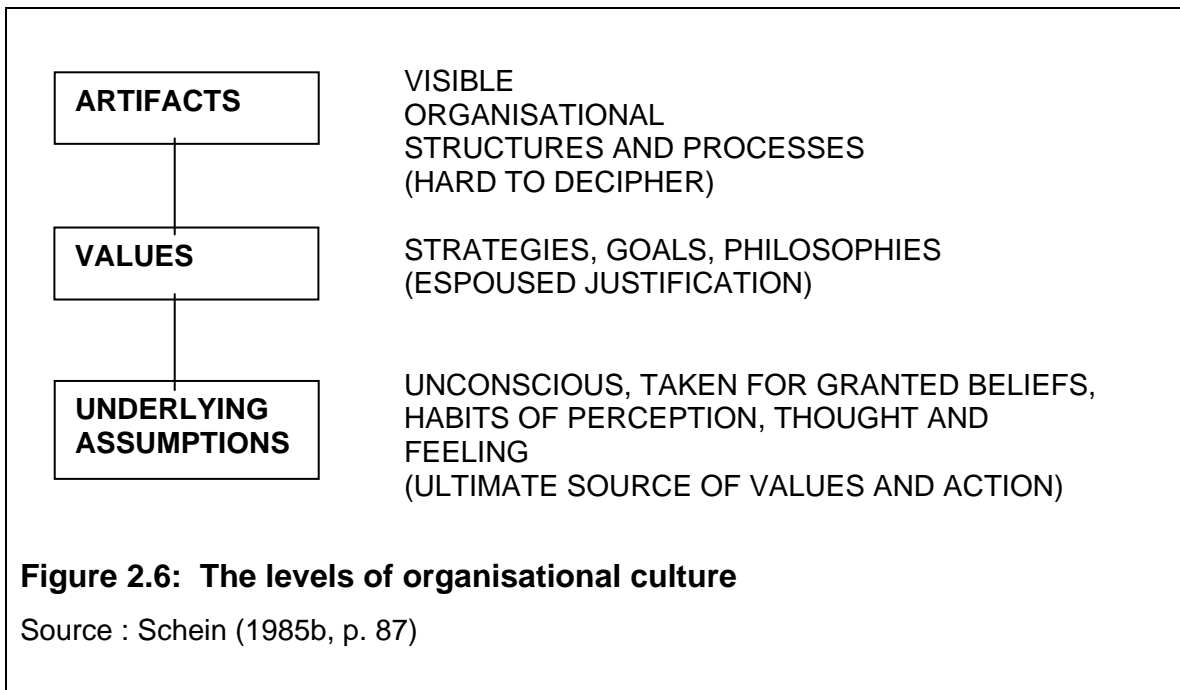 ARTIFACTS
VISIBLE
ORGANISATIONAL
STRUCTURES AND PROCESSES
(HARD TO DECIPHER)
VALUES
STRATEGIES, GOALS, PHILOSOPHIES
(ESPOUSED JUSTIFICATION)
UNDERLYING
ASSUMPTIONS
UNCONSCIOUS, TAKEN FOR GRANTED BELIEFS,
HABITS OF PERCEPTION, THOUGHT AND
FEELING
(ULTIMATE SOURCE OF VALUES AND ACTION)
Figure 2.6:  The levels of organisational culture
Source : Schein (1985b, p. 87)